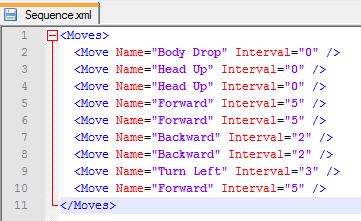 Sequence.xml
1 <Moves>
2 <Move Name="Body Drop" Interval="0" />
3 <Move Name="Head Up" Interval="0" />
4 <Move Name="Head Up" Interval="0" />
5 <Move Name="Forward" Interval="5" />
6 <Move Name="Forward" Interval="5" />
7 <Move Name="Backward" Interval="2" />
8 <Move Name="Backward" Interval="2" />
9 <Move Name="Turn Left" Interval="3" />
10 <Move Name="Forward" Interval="5" />
11 </Moves>